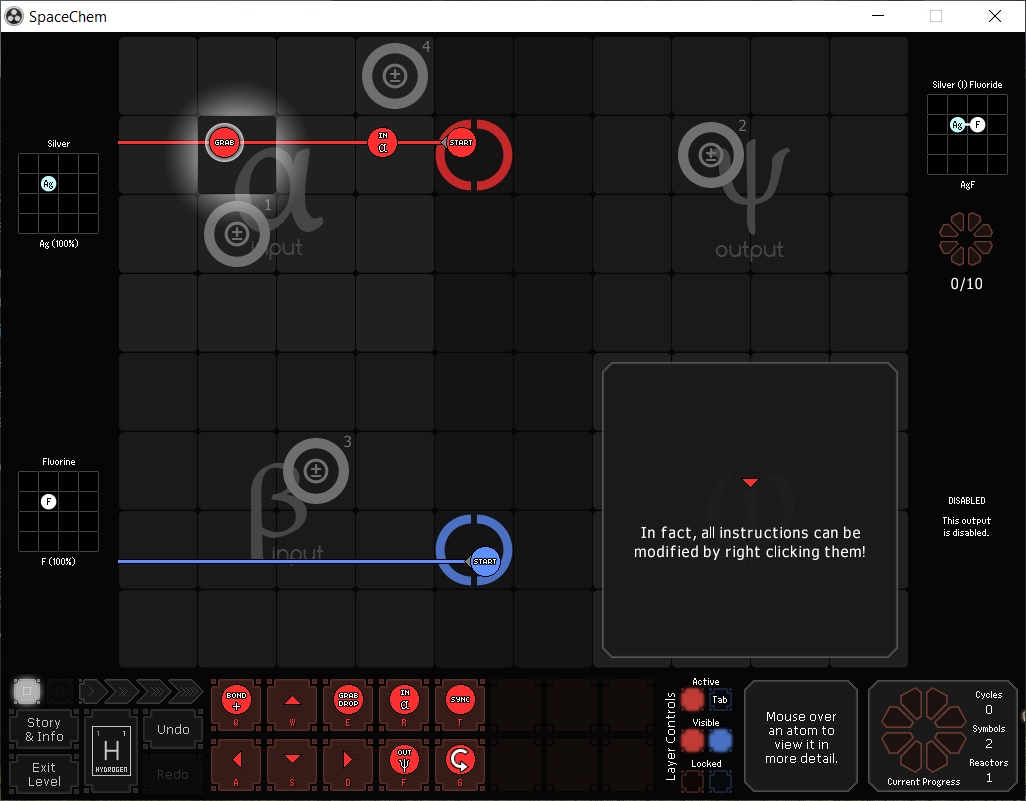 SpaceChem
4
Silver (I) Fluoride
GRAB
IN
α
START
2
Silver
Ag
F
Ag
α
ψ
AgF
1
Ag (100%)
input
output
0/10
Fluorine
3
F
β
In fact, all instructions can be
modified by right clicking them!
DISABLED
This output
is disabled.
F (100%)
input
START
BOND
+
Q
W
GRAB
DROP
E
IN
α
R
SYNC
T
Story
& Info
1 1
H
HYDROGEN
Undo
Exit
Level
Redo
A
S
D
OUT
ψ
F
G
Layer Controls
Active
Tab
Visible
Locked
Mouse over
an atom to
view it in
more detail.
Cycles
0
Symbols
2
Reactors
1
Current Progress